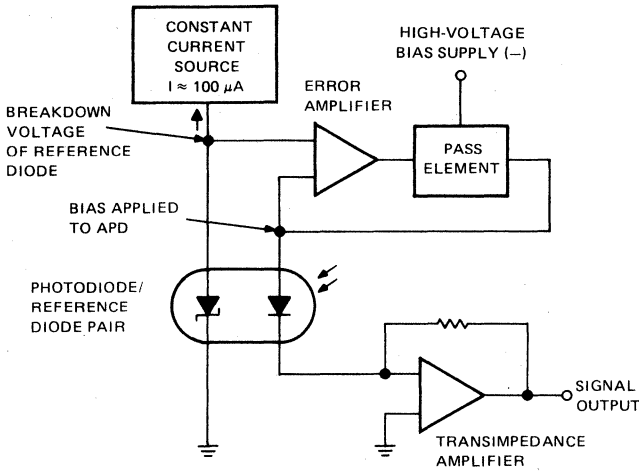 CONSTANT
CURRENT
SOURCE
I ≈ 100 μA
HIGH-VOLTAGE
BIAS SUPPLY (−)
ERROR
AMPLIFIER
BREAKDOWN
VOLTAGE
OF REFERENCE
DIODE
PASS
ELEMENT
BIAS APPLIED
TO APD
PHOTODIODE/
REFERENCE
DIODE PAIR
SIGNAL
OUTPUT
TRANSIMPEDANCE
AMPLIFIER